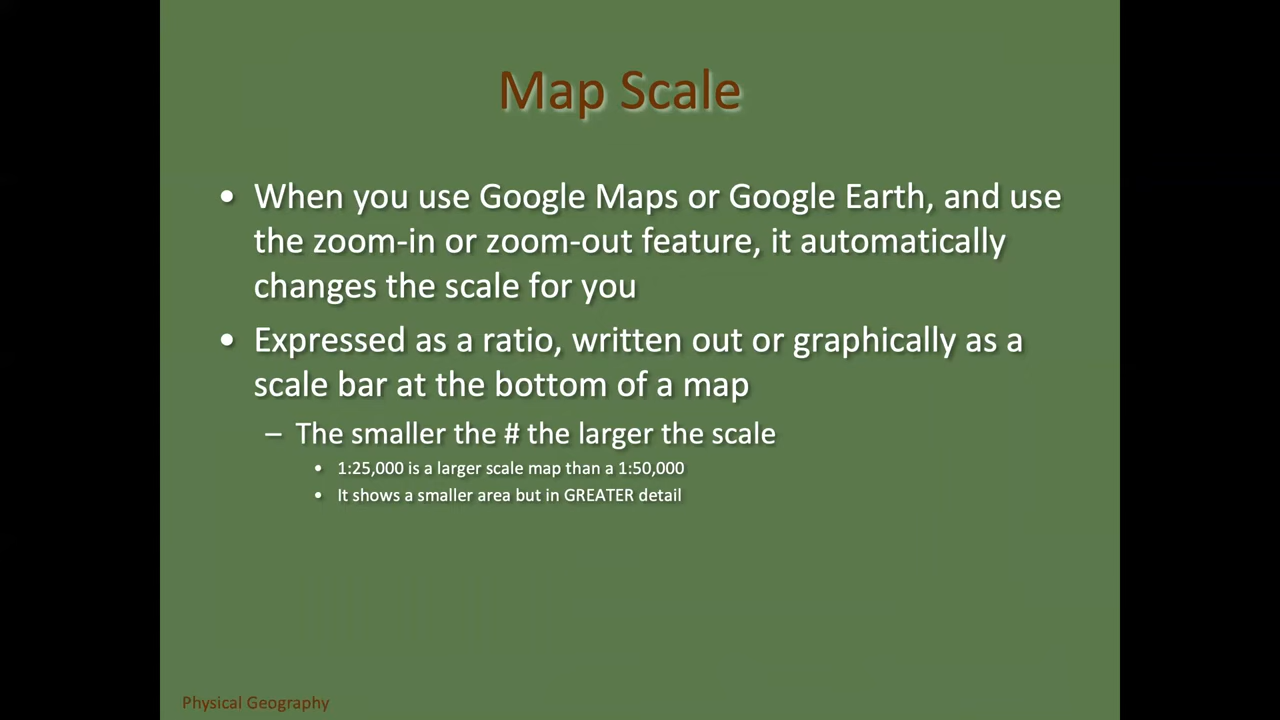 Map Scale
• When you use Google Maps or Google Earth, and use
the zoom-in or zoom-out feature, it automatically
changes the scale for you
• Expressed as a ratio, written out or graphically as a
scale bar at the bottom of a map
– The smaller the # the larger the scale
• 1:25,000 is a larger scale map than a 1:50,000
• It shows a smaller area but in GREATER detail
Physical Geography